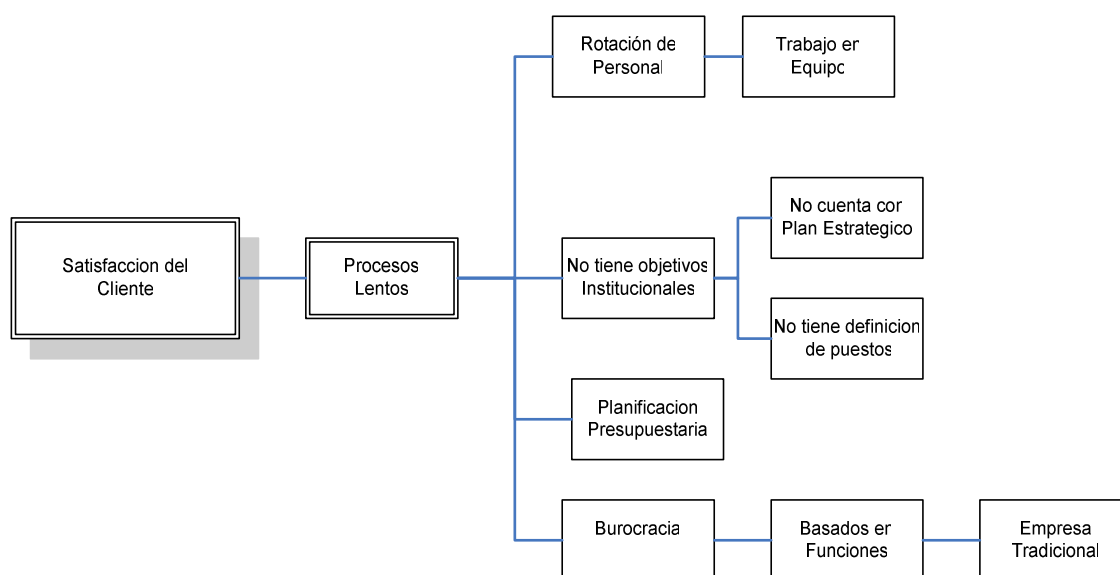 Rotación de
Personal
Trabajo en
Equipo
No cuenta con
Plan Estrategico
Satisfaccion del
Cliente
Procesos
Lentos
No tiene objetivos
Institucionales
No tiene definicion
de puestos
Planificacion
Presupuestaria
Burocracia
Basados en
Funciones
Empresa
Tradicional